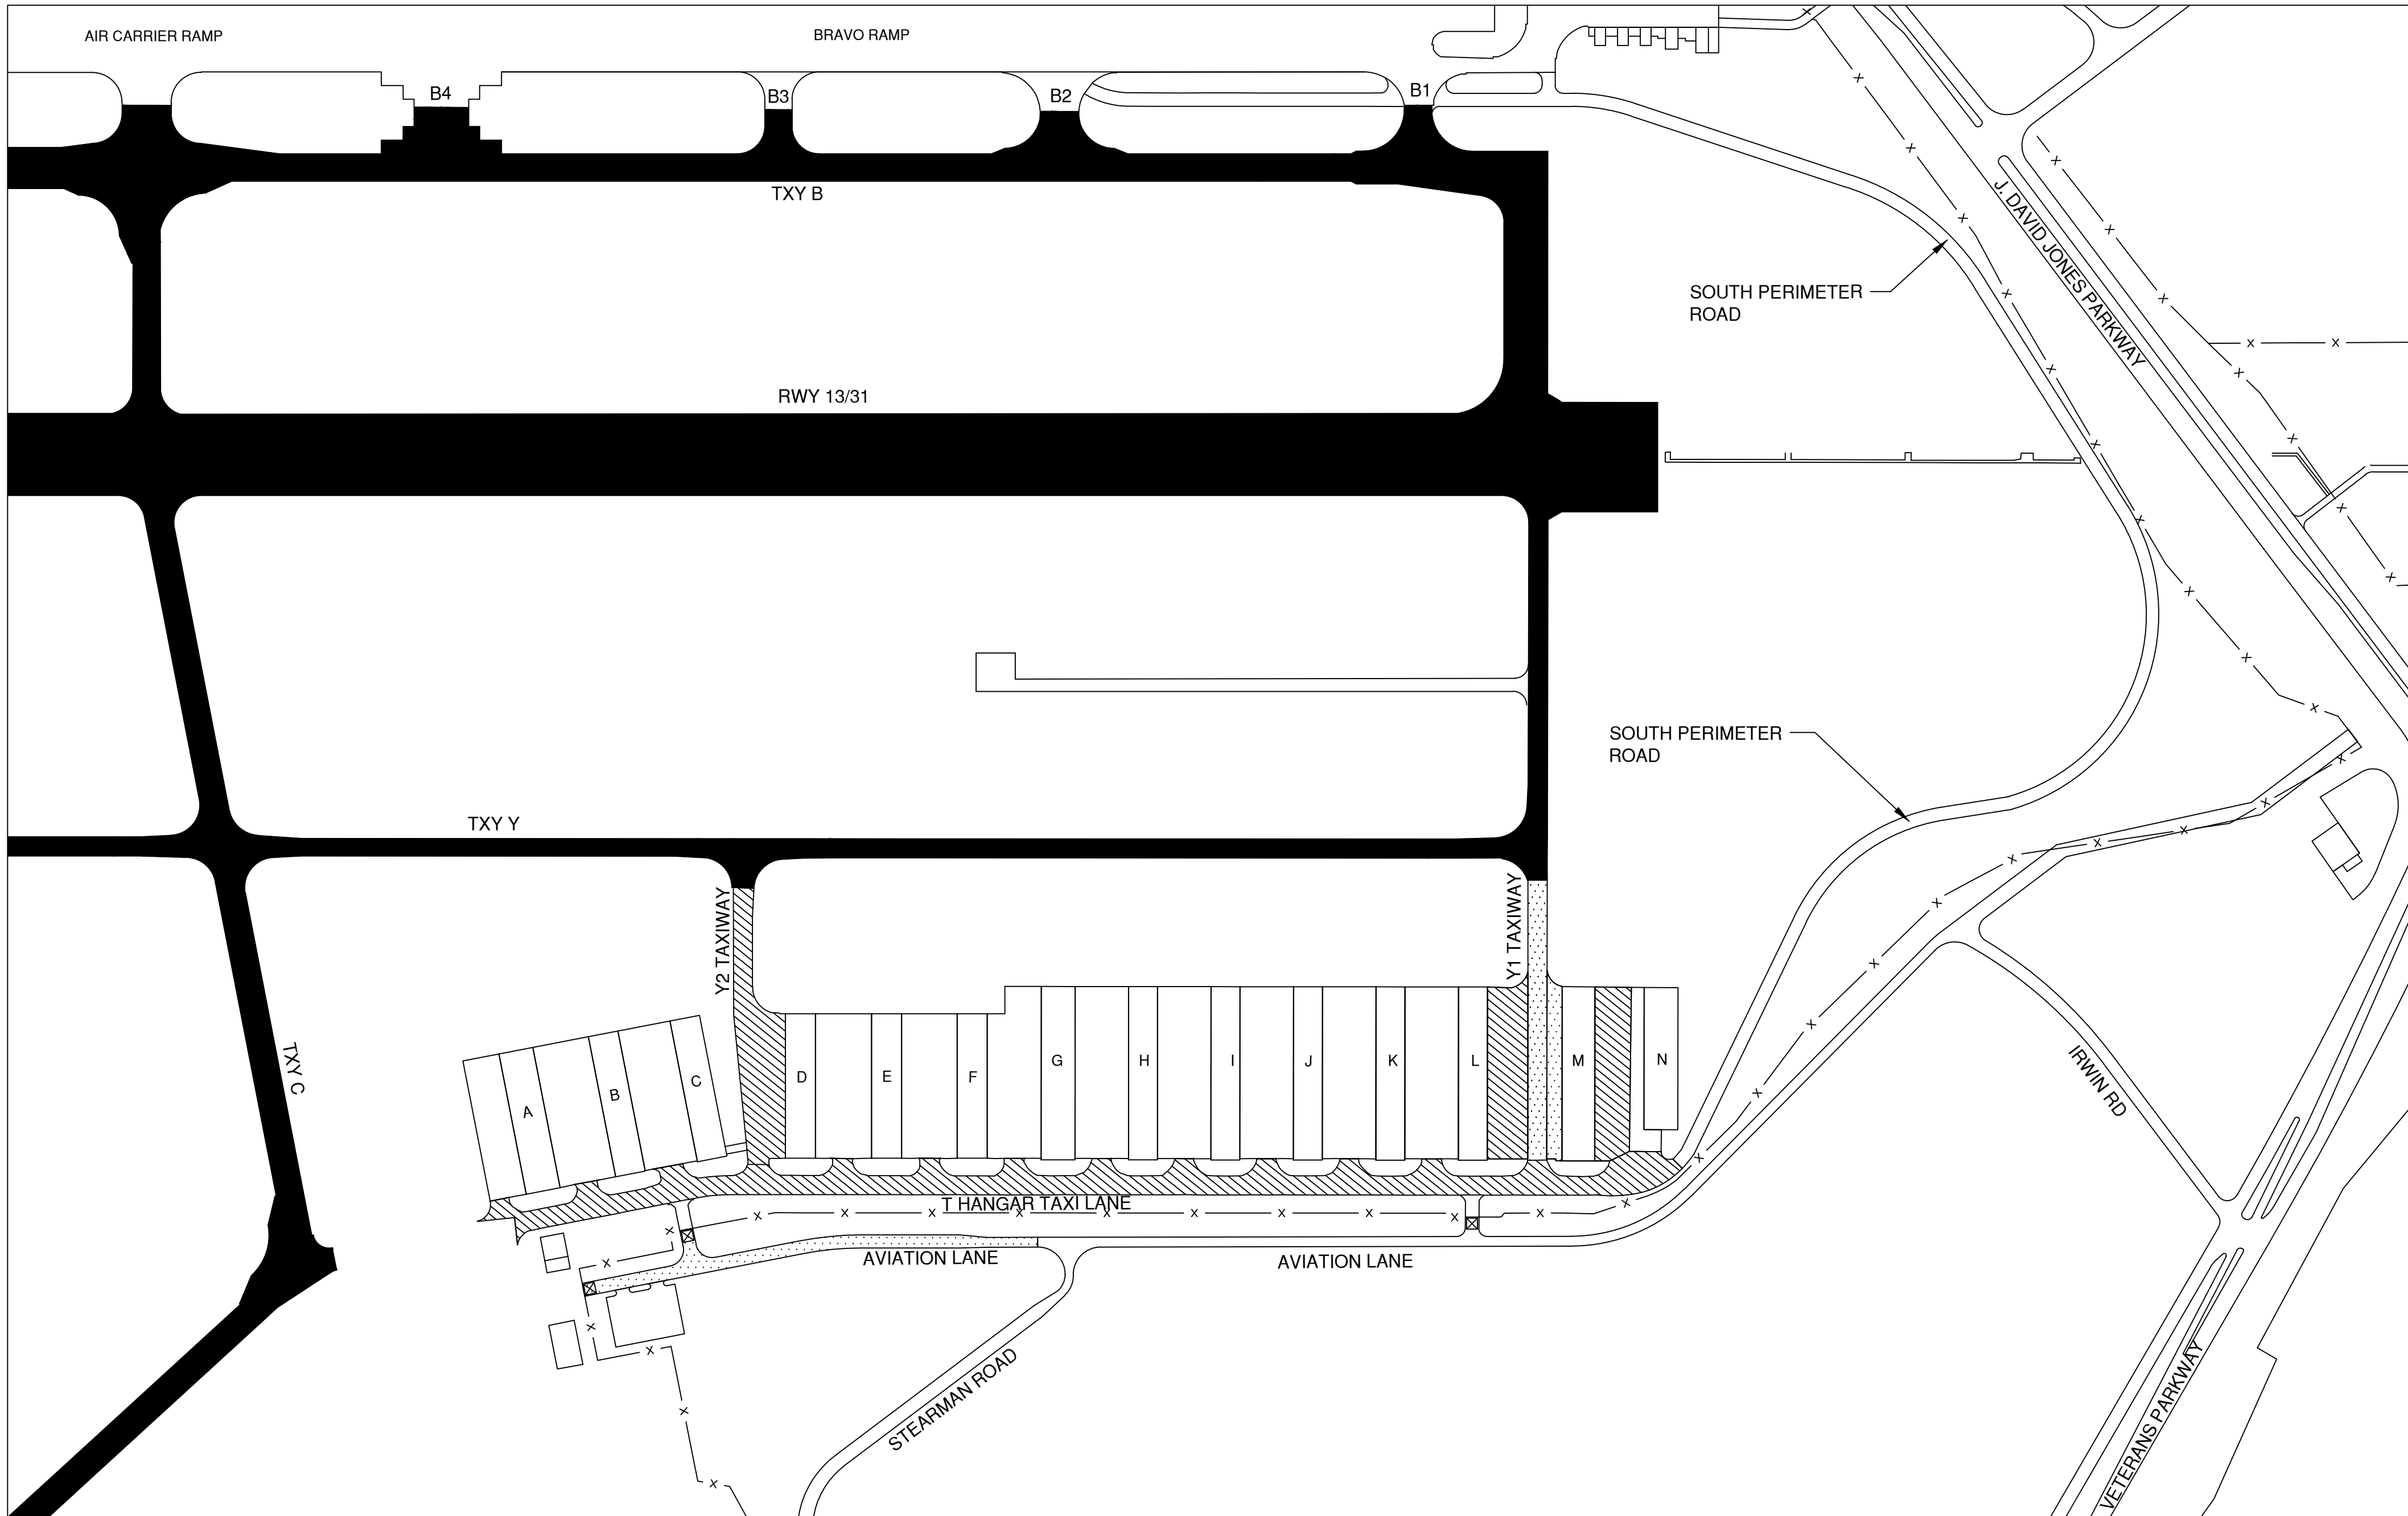 AIR CARRIER RAMP
BRAVO RAMP
B4
B3
B2
B1
TXY B
J. DAVID JONES PARKWAY
SOUTH PERIMETER
ROAD
RWY 13/31
SOUTH PERIMETER
ROAD
TXY Y
Y2 TAXIWAY
Y1 TAXIWAY
TXY C
A
B
C
D
E
F
G
H
I
J
K
L
M
N
IRWIN RD
T HANGAR TAXI LANE
AVIATION LANE
AVIATION LANE
STEARMAN ROAD
VETERANS PARKWAY